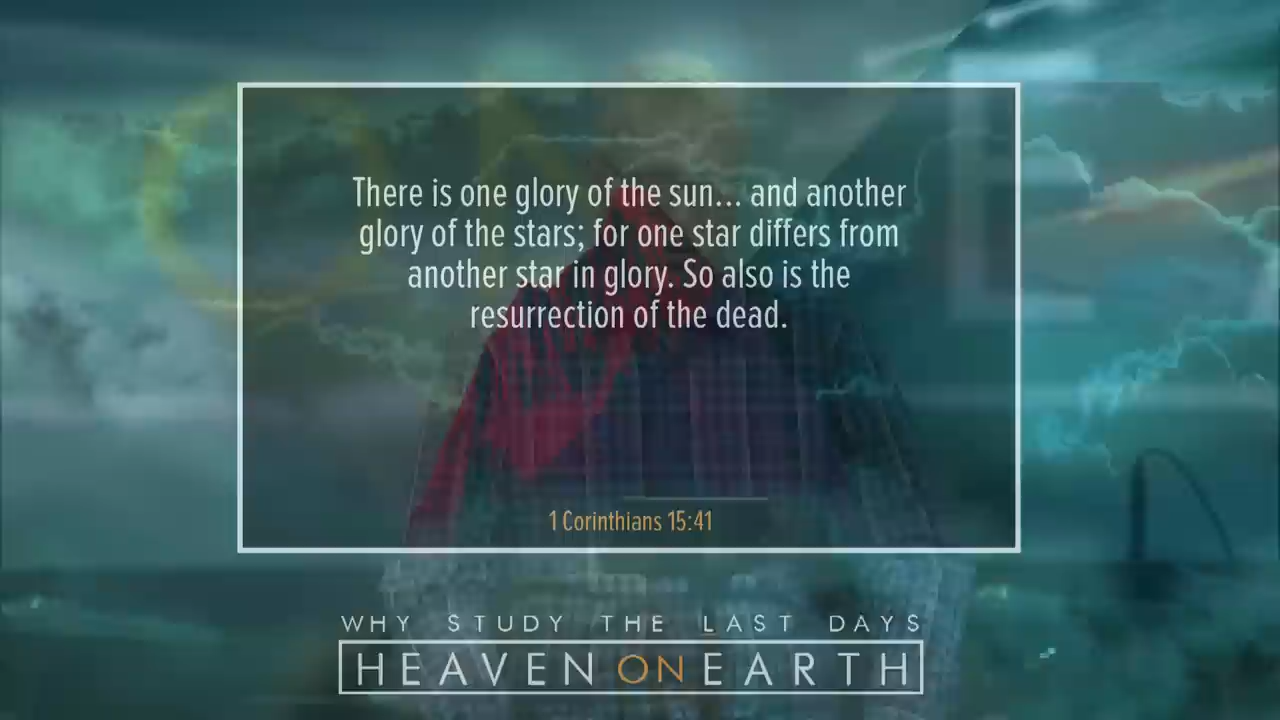 There is one glory of the sun... and another
glory of the stars; for one star differs from
another star in glory. So also is the
resurrection of the dead.
1 Corinthians 15:41
WHY STUDY THE LAST DAYS
HEAVEN ON EARTH